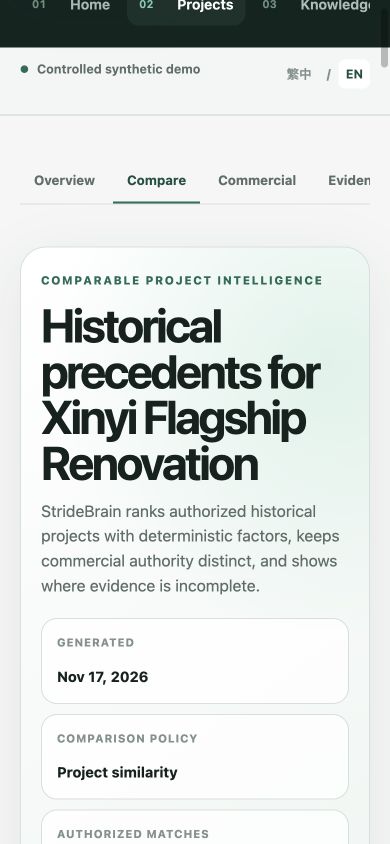 01 Home 02 Projects 03 Knowledge
Controlled synthetic demo 繁中 / EN
Overview Compare Commercial Eviden
COMPARABLE PROJECT INTELLIGENCE
Historical
precedents for
Xinyi Flagship
Renovation
StrideBrain ranks authorized historical
projects with deterministic factors, keeps
commercial authority distinct, and shows
where evidence is incomplete.
GENERATED
Nov 17, 2026
COMPARISON POLICY
Project similarity
AUTHORIZED MATCHES